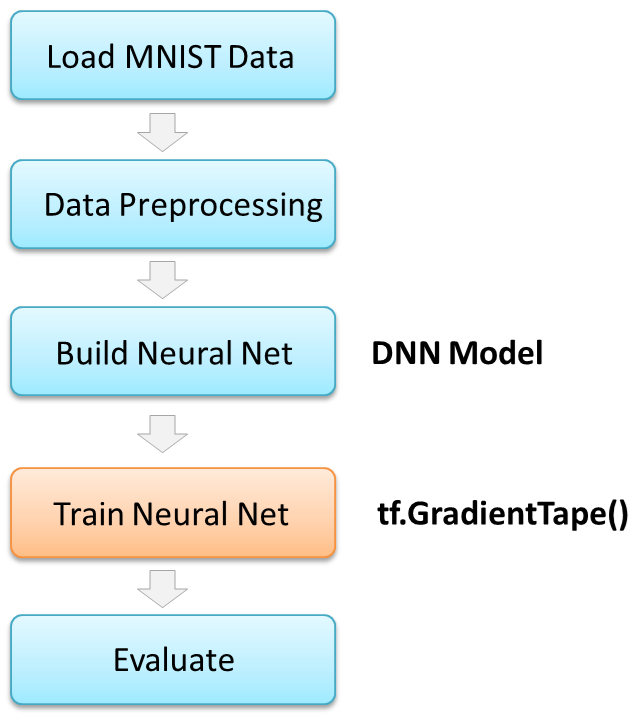 Load MNIST Data
Data Preprocessing
Build Neural Net
DNN Model
Train Neural Net
tf.GradientTape()
Evaluate